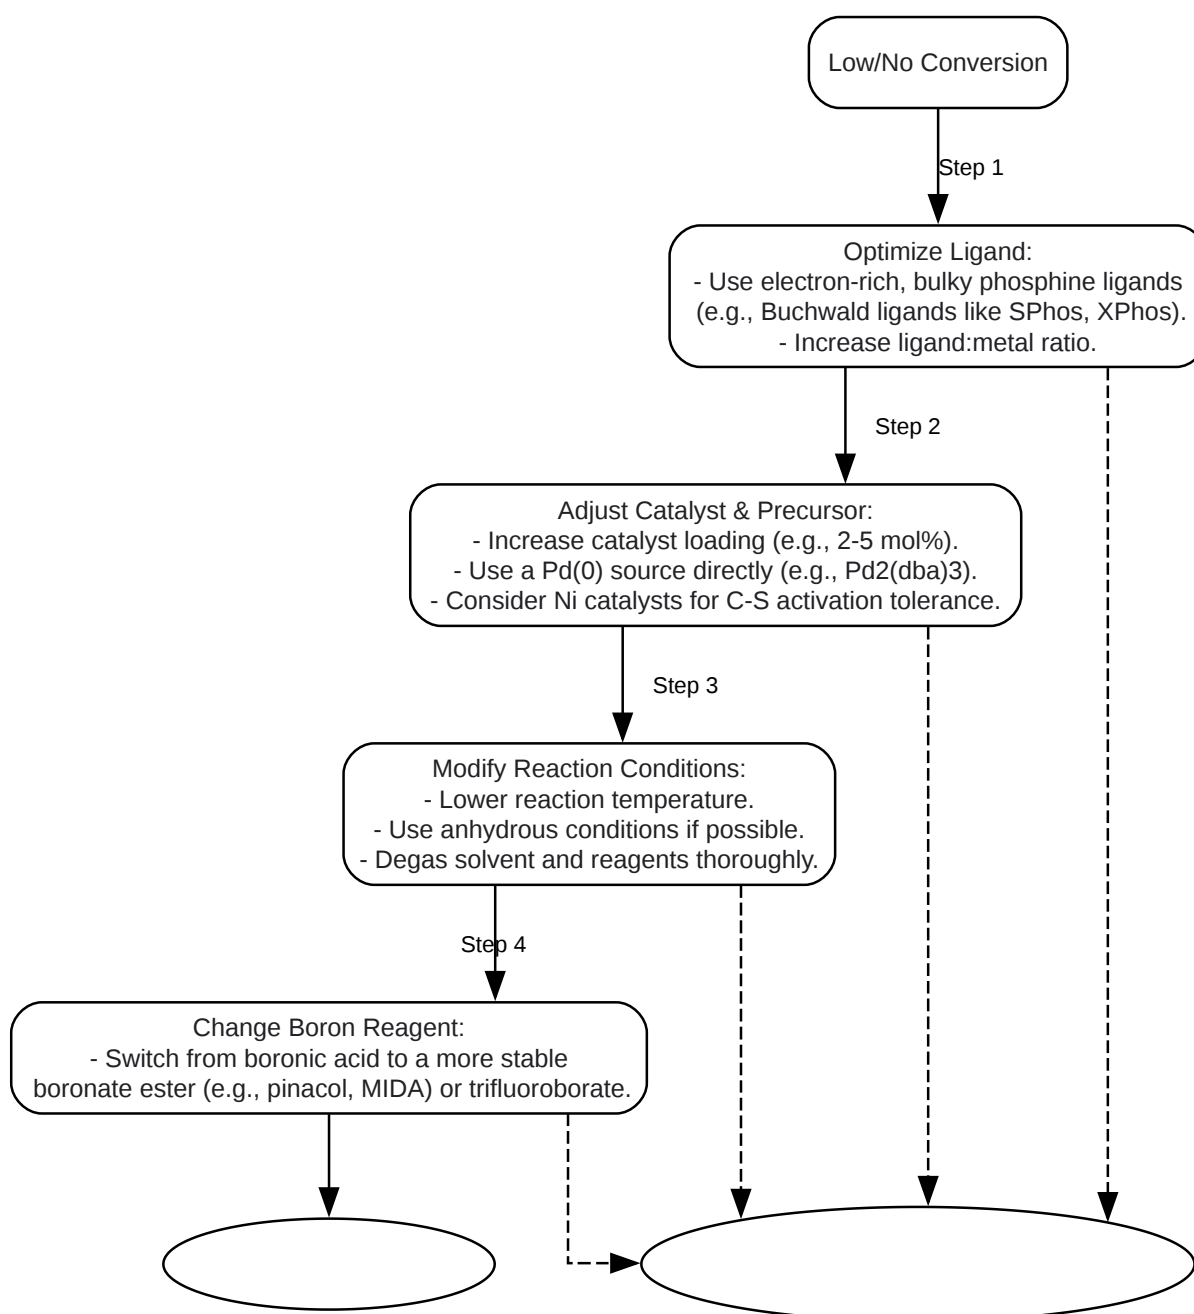 Low/No Conversion
Step 1
Optimize Ligand:
- Use electron-rich, bulky phosphine ligands
(e.g., Buchwald ligands like SPhos, XPhos).
- Increase ligand:metal ratio.
Step 2
Adjust Catalyst & Precursor:
- Increase catalyst loading (e.g., 2-5 mol%).
- Use a Pd(0) source directly (e.g., Pd2(dba)3).
- Consider Ni catalysts for C-S activation tolerance.
Step 3
Modify Reaction Conditions:
- Lower reaction temperature.
- Use anhydrous conditions if possible.
- Degas solvent and reagents thoroughly.
Step 4
Change Boron Reagent:
- Switch from boronic acid to a more stable
boronate ester (e.g., pinacol, MIDA) or trifluoroborate.